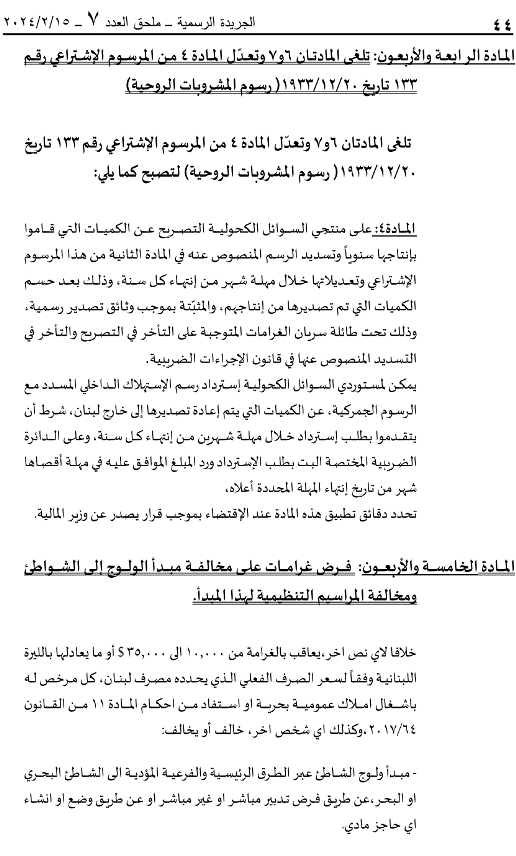 ٤٤ الجريدة الرسمية – ملحق العدد ٧ – ٢٠٢٤/٢/١٥
المادة الرابعة والأربعون: تلغى المادتان ٦و٧ وتعدّل المادة ٤ من المرسوم الإشتراعي رقم
١٣٣ تاريخ ١٩٣٣/١٢/٢٠( رسوم المشروبات الروحية)
تلغى المادتان ٦و٧ وتعدّل المادة ٤ من المرسوم الإشتراعي رقم ١٣٣ تاريخ
١٩٣٣/١٢/٢٠( رسوم المشروبات الروحية) لتصبح كما يلي:
المادة٤: على منتجي السوائل الكحولية التصريح عن الكميات التي قاموا
بإنتاجها سنوياً وتسديد الرسم المنصوص عنه في المادة الثانية من هذا المرسوم
الإشتراعي وتعديلاتها خلال مهلة شهر من إنتهاء كل سنة، وذلك بعد حسم
الكميات التي تم تصديرها من إنتاجهم، والمثبّتة بموجب وثائق تصدير رسمية،
وذلك تحت طائلة سريان الغرامات المتوجبة على التأخر في التصريح والتأخر في
التسديد المنصوص عنها في قانون الإجراءات الضريبية.
يمكن لمستوردي السوائل الكحولية إسترداد رسم الإستهلاك الداخلي المسدد مع
الرسوم الجمركية، عن الكميات التي يتم إعادة تصديرها إلى خارج لبنان، شرط أن
يتقدموا بطلب إسترداد خلال مهلة شهرين من إنتهاء كل سنة، وعلى الدائرة
الضريبية المختصة البت بطلب الإسترداد ورد المبلغ الموافق عليه في مهلة أقصاها
شهر من تاريخ إنتهاء المهلة المحددة أعلاه،
تحدد دقائق تطبيق هذه المادة عند الإقتضاء بموجب قرار يصدر عن وزير المالية.
المادة الخامسة والأربعون: فرض غرامات على مخالفة مبدأ الولوج إلى الشواطئ
ومخالفة المراسيم التنظيمية لهذا المبدأ.
خلافا لاي نص اخر،يعاقب بالغرامة من ١٠,٠٠٠ الى ٣٥,٠٠٠ $ أو ما يعادلها بالليرة
اللبنانية وفقاً لسعر الصرف الفعلي الذي يحدده مصرف لبنان، كل مرخص له
باشغال املاك عمومية بحرية او استفاد من احكام المادة ١١ من القانون
٢٠١٧/٦٤ ،وكذلك اي شخص اخر، خالف أو يخالف:
- مبدأ ولوج الشاطئ عبر الطرق الرئيسية والفرعية المؤدية الى الشاطئ البحري
او البحر،عن طريق فرض تدبير مباشر او غير مباشر او عن طريق وضع او انشاء
اي حاجز مادي.